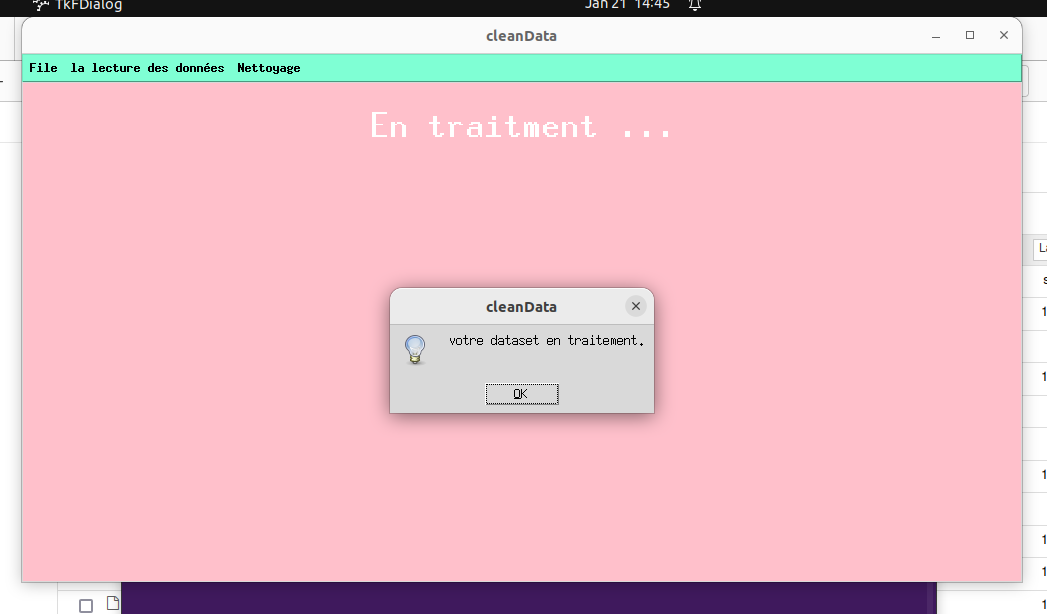 TkFDialog
Jan 21 14:45
cleanData
File la lecture des données Nettoyage
En traitment ...
cleanData
votre dataset en traitement.
OK